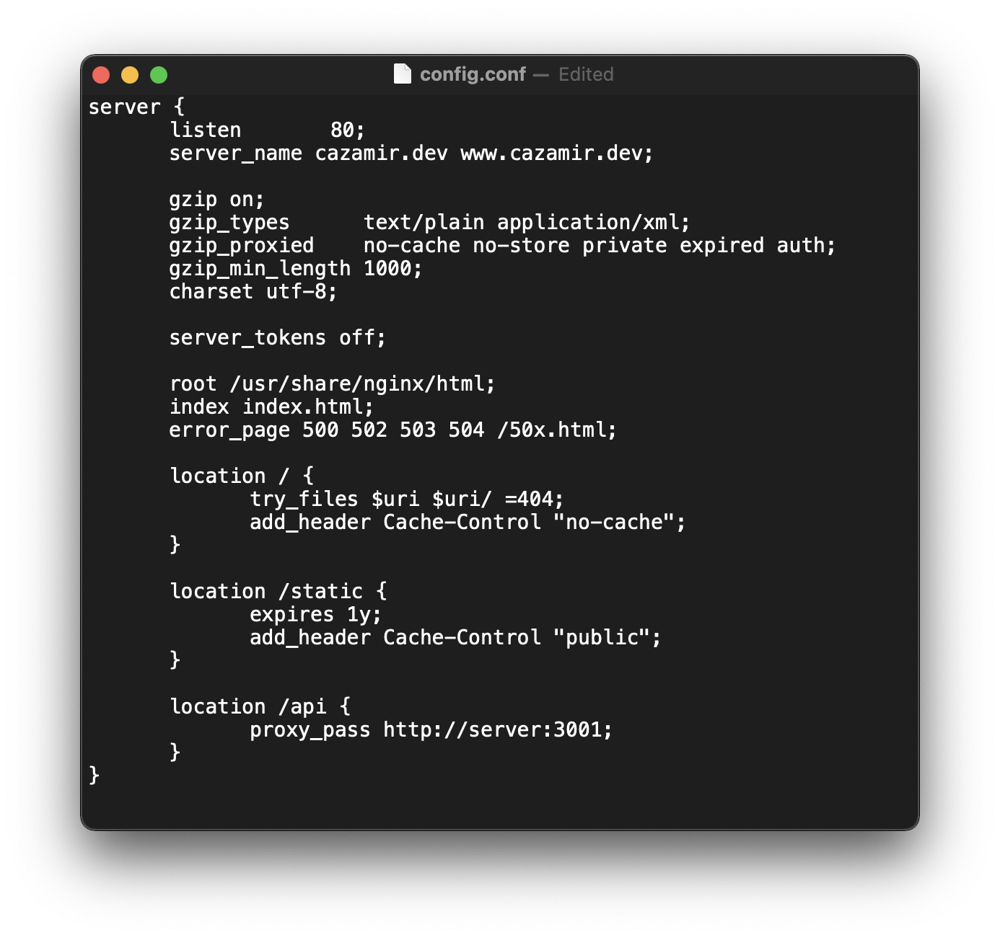 config.conf — Edited
server {
listen 80;
server_name cazamir.dev www.cazamir.dev;
gzip on;
gzip_types text/plain application/xml;
gzip_proxied no-cache no-store private expired auth;
gzip_min_length 1000;
charset utf-8;
server_tokens off;
root /usr/share/nginx/html;
index index.html;
error_page 500 502 503 504 /50x.html;
location / {
try_files $uri $uri/ =404;
add_header Cache-Control "no-cache";
}
location /static {
expires 1y;
add_header Cache-Control "public";
}
location /api {
proxy_pass http://server:3001;
}
}